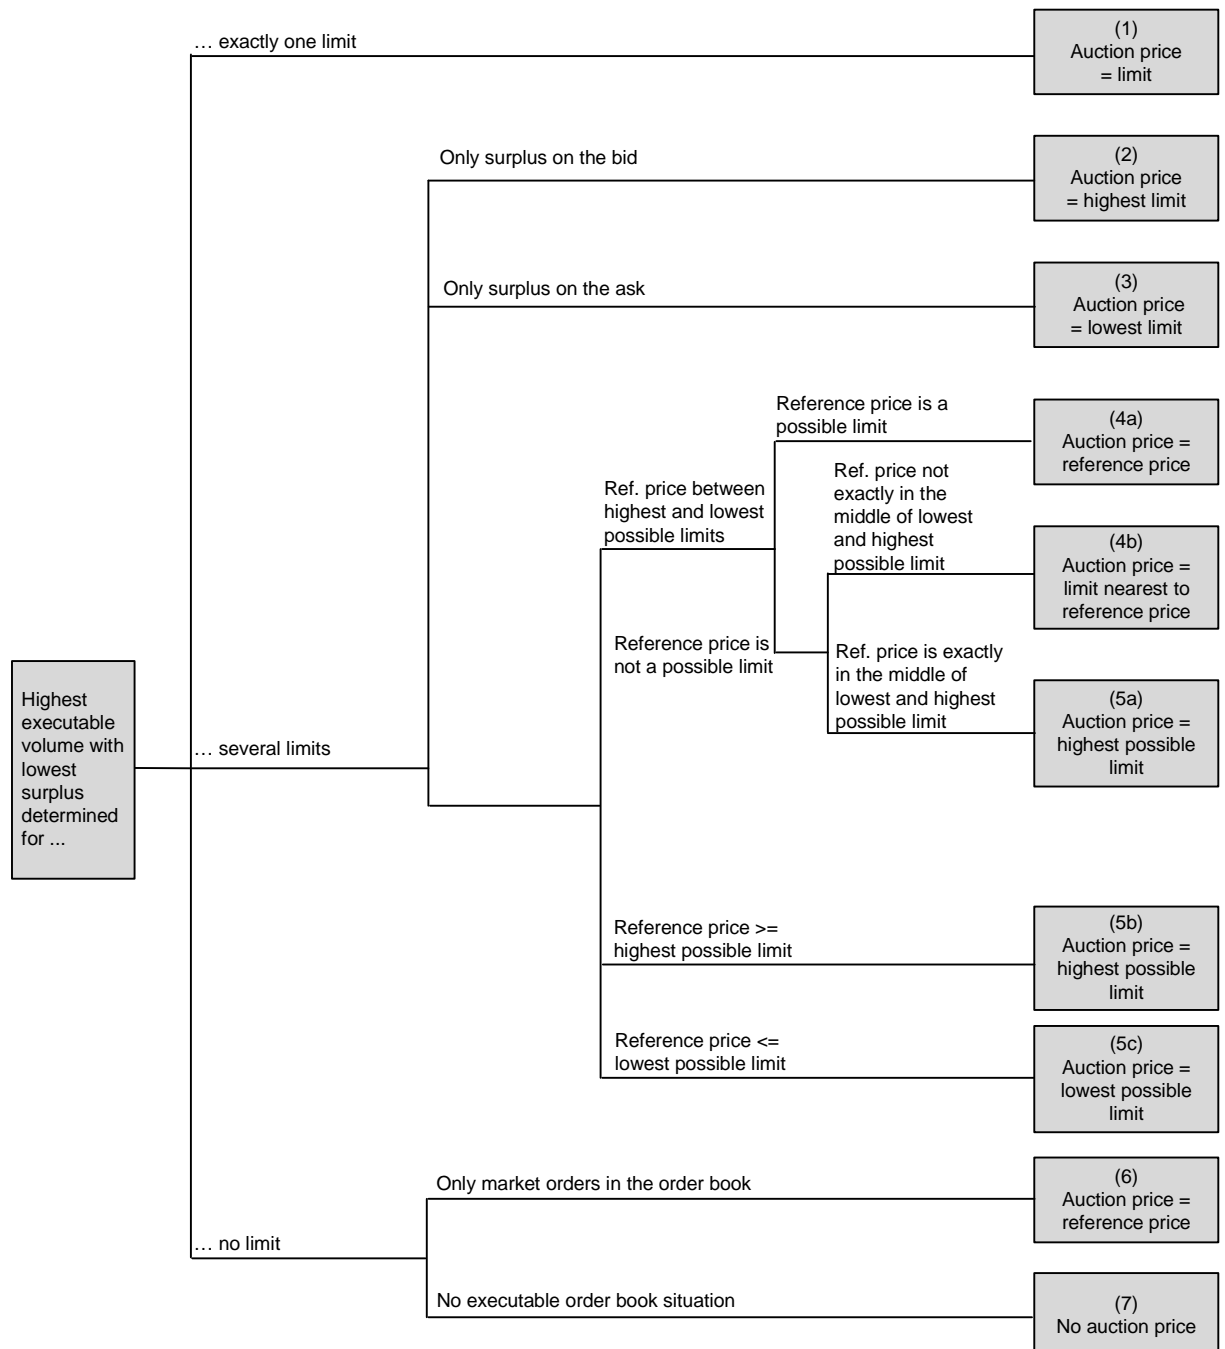 … exactly one limit
(1)
Auction price
= limit
Only surplus on the bid
(2)
Auction price
= highest limit
Only surplus on the ask
(3)
Auction price
= lowest limit
Reference price is a
possible limit
(4a)
Auction price =
reference price
Ref. price between
highest and lowest
possible limits
Ref. price not
exactly in the
middle of lowest
and highest
possible limit
(4b)
Auction price =
limit nearest to
reference price
Reference price is
not a possible limit
Ref. price is exactly
in the middle of
lowest and highest
possible limit
(5a)
Auction price =
highest possible
limit
Highest
executable
volume with
lowest
surplus
determined
for ...
… several limits
Reference price >=
highest possible limit
(5b)
Auction price =
highest possible
limit
Reference price <=
lowest possible limit
(5c)
Auction price =
lowest possible
limit
Only market orders in the order book
(6)
Auction price =
reference price
… no limit
No executable order book situation
(7)
No auction price